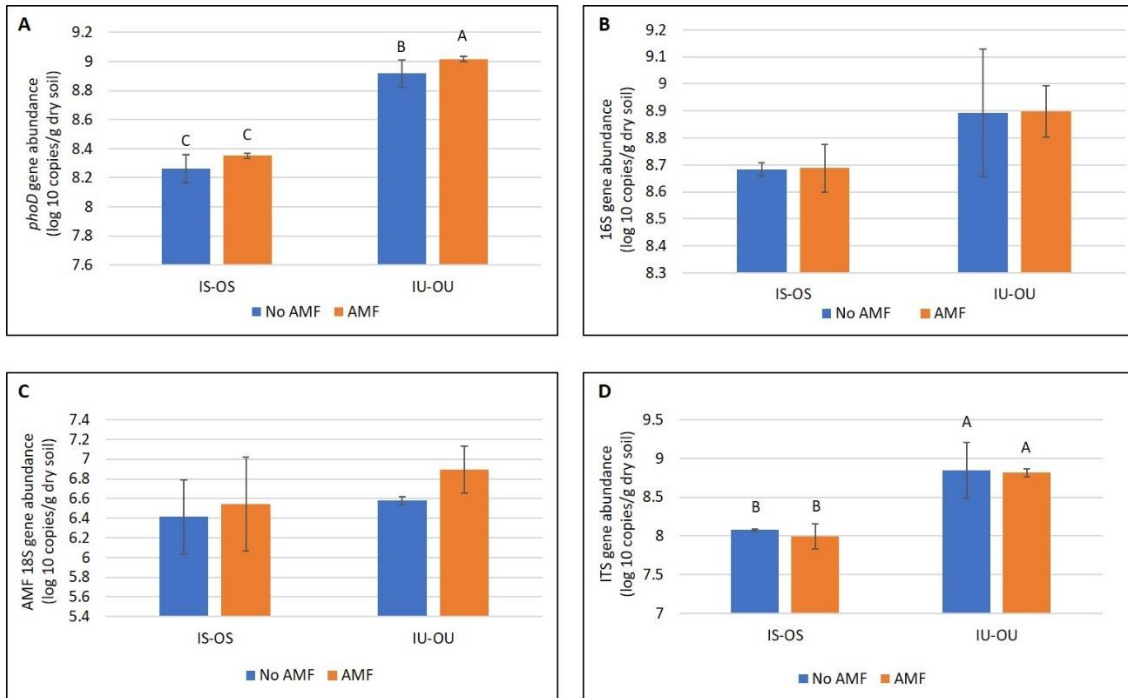 A
phoD gene abundance
(log 10 copies/g dry soil)
9.2
9
8.8
8.6
8.4
8.2
8
7.8
7.6
C C B A
IS-OS IU-OU
No AMF AMF
B
16S gene abundance
(log 10 copies/g dry soil)
9.2
9.1
9
8.9
8.8
8.7
8.6
8.5
8.4
8.3
IS-OS IU-OU
No AMF AMF
C
AMF 18S gene abundance
(log 10 copies/g dry soil)
7.4
7.2
7
6.8
6.6
6.4
6.2
6
5.8
5.6
5.4
IS-OS IU-OU
No AMF AMF
D
ITS gene abundance
(log 10 copies/g dry soil)
9.5
9
8.5
8
7.5
7
B B A A
IS-OS IU-OU
No AMF AMF